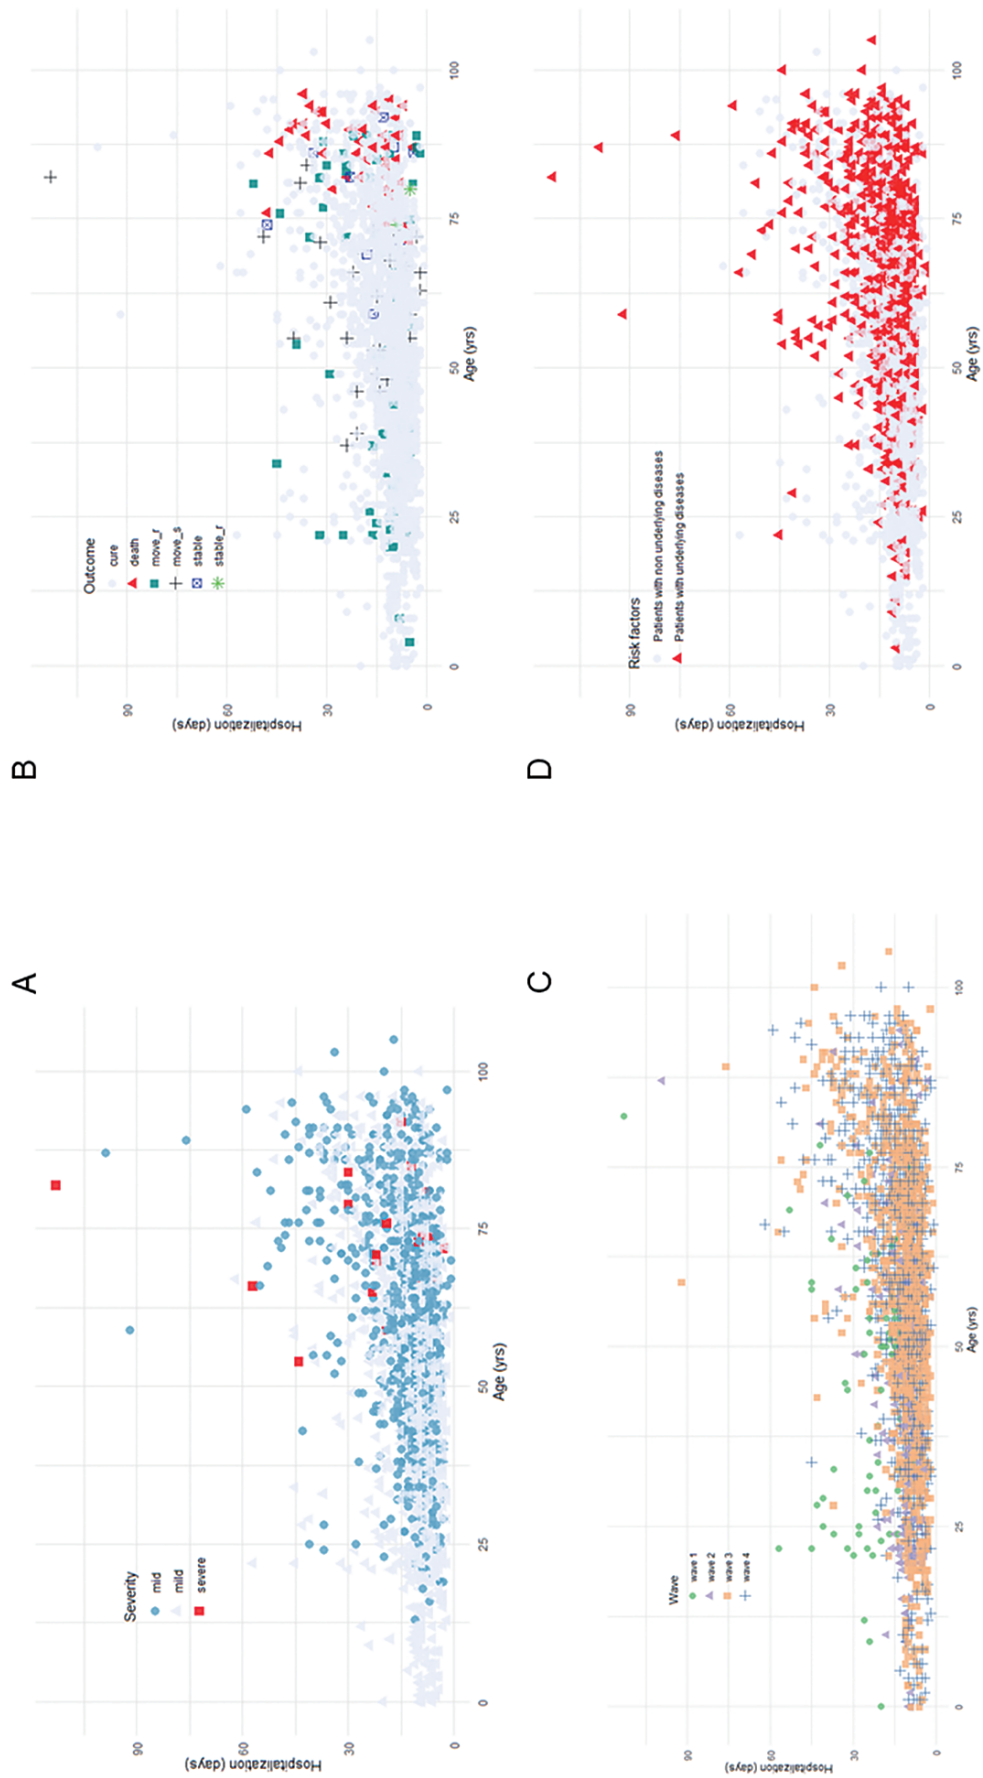 A
Severity
mid
mild
severe
Hospitalization (days)
90
60
30
0
0
25
50
75
100
Age (yrs)
B
Outcome
cure
death
move_r
move_s
stable
stable_r
Hospitalization (days)
90
60
30
0
0
25
50
75
100
Age (yrs)
C
Wave
wave 1
wave 2
wave 3
wave 4
Hospitalization (days)
90
60
30
0
0
25
50
75
100
Age (yrs)
D
Risk factors
Patients with non underlying diseases
Patients with underlying diseases
Hospitalization (days)
90
60
30
0
0
25
50
75
100
Age (yrs)